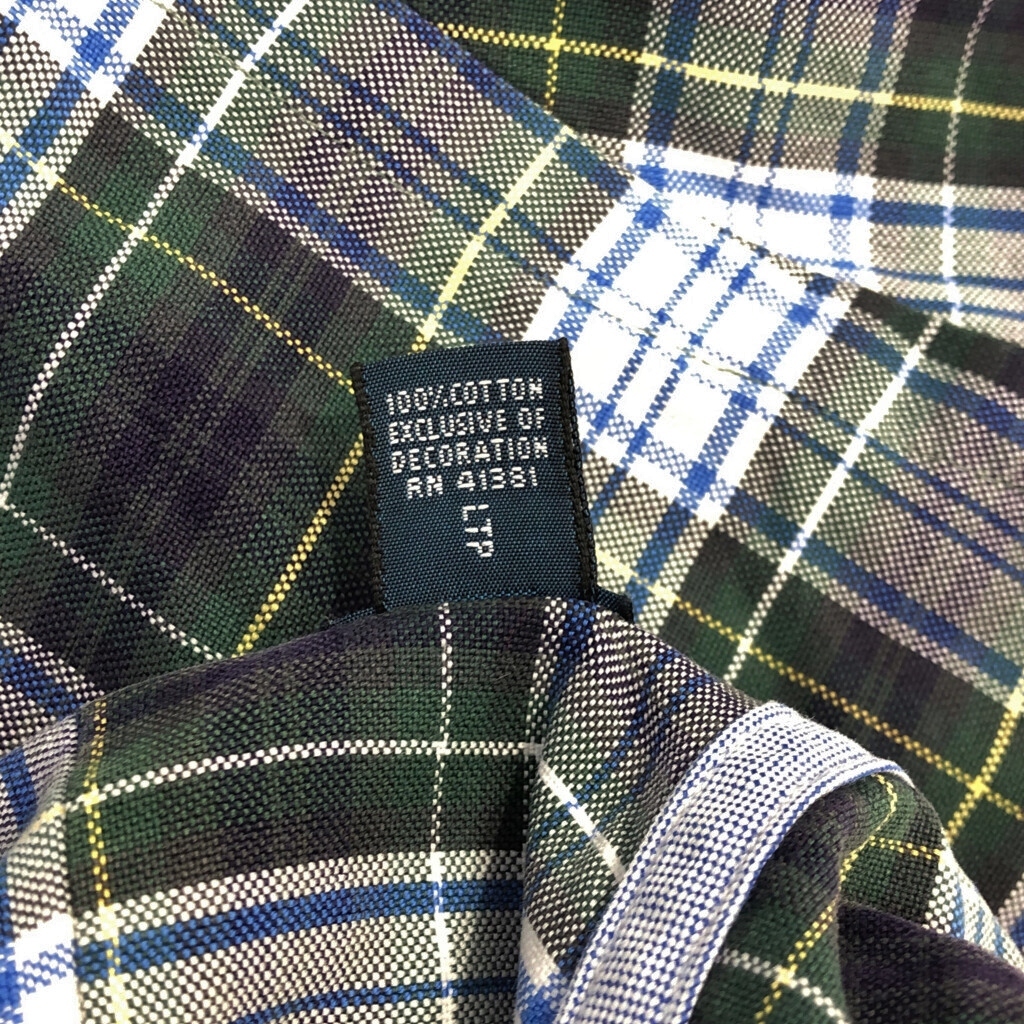 100% COTTON
EXCLUSIVE OF
DECORATION
RN 41381
LTP